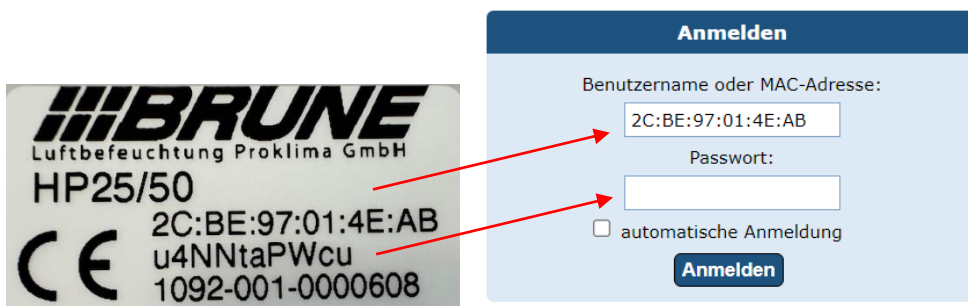 BRUNE
Luftbefeuchtung Proklima GmbH
HP25/50
2C:BE:97:01:4E:AB
CE u4NNtaPWcu
1092-001-0000608
Anmelden
Benutzername oder MAC-Adresse:
2C:BE:97:01:4E:AB
Passwort:
automatische Anmeldung
Anmelden